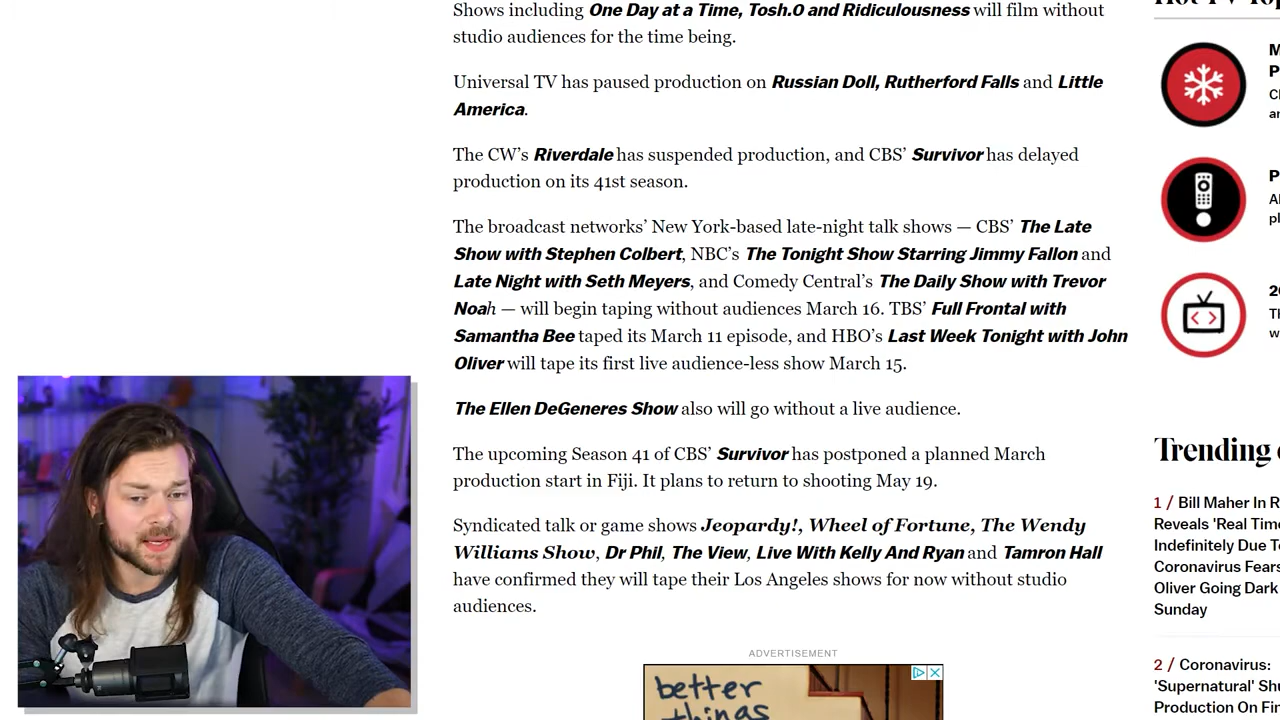 Shows including One Day at a Time, Tosh.0 and Ridiculousness will film without
studio audiences for the time being.
Universal TV has paused production on Russian Doll, Rutherford Falls and Little
America.
The CW’s Riverdale has suspended production, and CBS’ Survivor has delayed
production on its 41st season.
The broadcast networks’ New York-based late-night talk shows — CBS’ The Late
Show with Stephen Colbert, NBC’s The Tonight Show Starring Jimmy Fallon and
Late Night with Seth Meyers, and Comedy Central’s The Daily Show with Trevor
Noah — will begin taping without audiences March 16. TBS’ Full Frontal with
Samantha Bee taped its March 11 episode, and HBO’s Last Week Tonight with John
Oliver will tape its first live audience-less show March 15.
The Ellen DeGeneres Show also will go without a live audience.
The upcoming Season 41 of CBS’ Survivor has postponed a planned March
production start in Fiji. It plans to return to shooting May 19.
Syndicated talk or game shows Jeopardy!, Wheel of Fortune, The Wendy
Williams Show, Dr Phil, The View, Live With Kelly And Ryan and Tamron Hall
have confirmed they will tape their Los Angeles shows for now without studio
audiences.
ADVERTISEMENT
better
things
Trending
1 / Bill Maher In
Reveals 'Real
Indefinitely Due
Coronavirus Fears
Oliver Going Dark
Sunday
2 / Coronavirus:
'Supernatural'
Production On